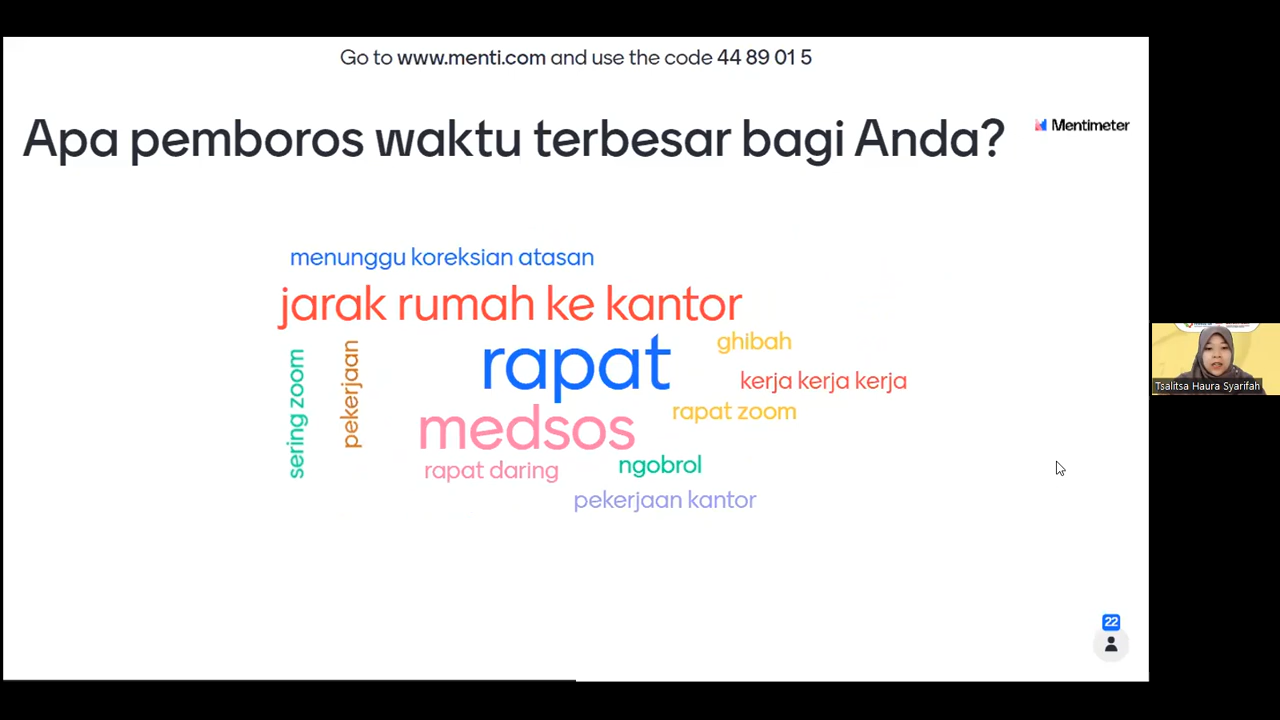 Go to www.menti.com and use the code 44 89 01 5
Apa pemboros waktu terbesar bagi Anda?
Mentimeter
menunggu koreksian atasan
jarak rumah ke kantor
sering zoom
pekerjaan
rapat
ghibah
kerja kerja kerja
medsos
rapat zoom
rapat daring
ngobrol
pekerjaan kantor
Tsalitsa Haura Syarifah
22